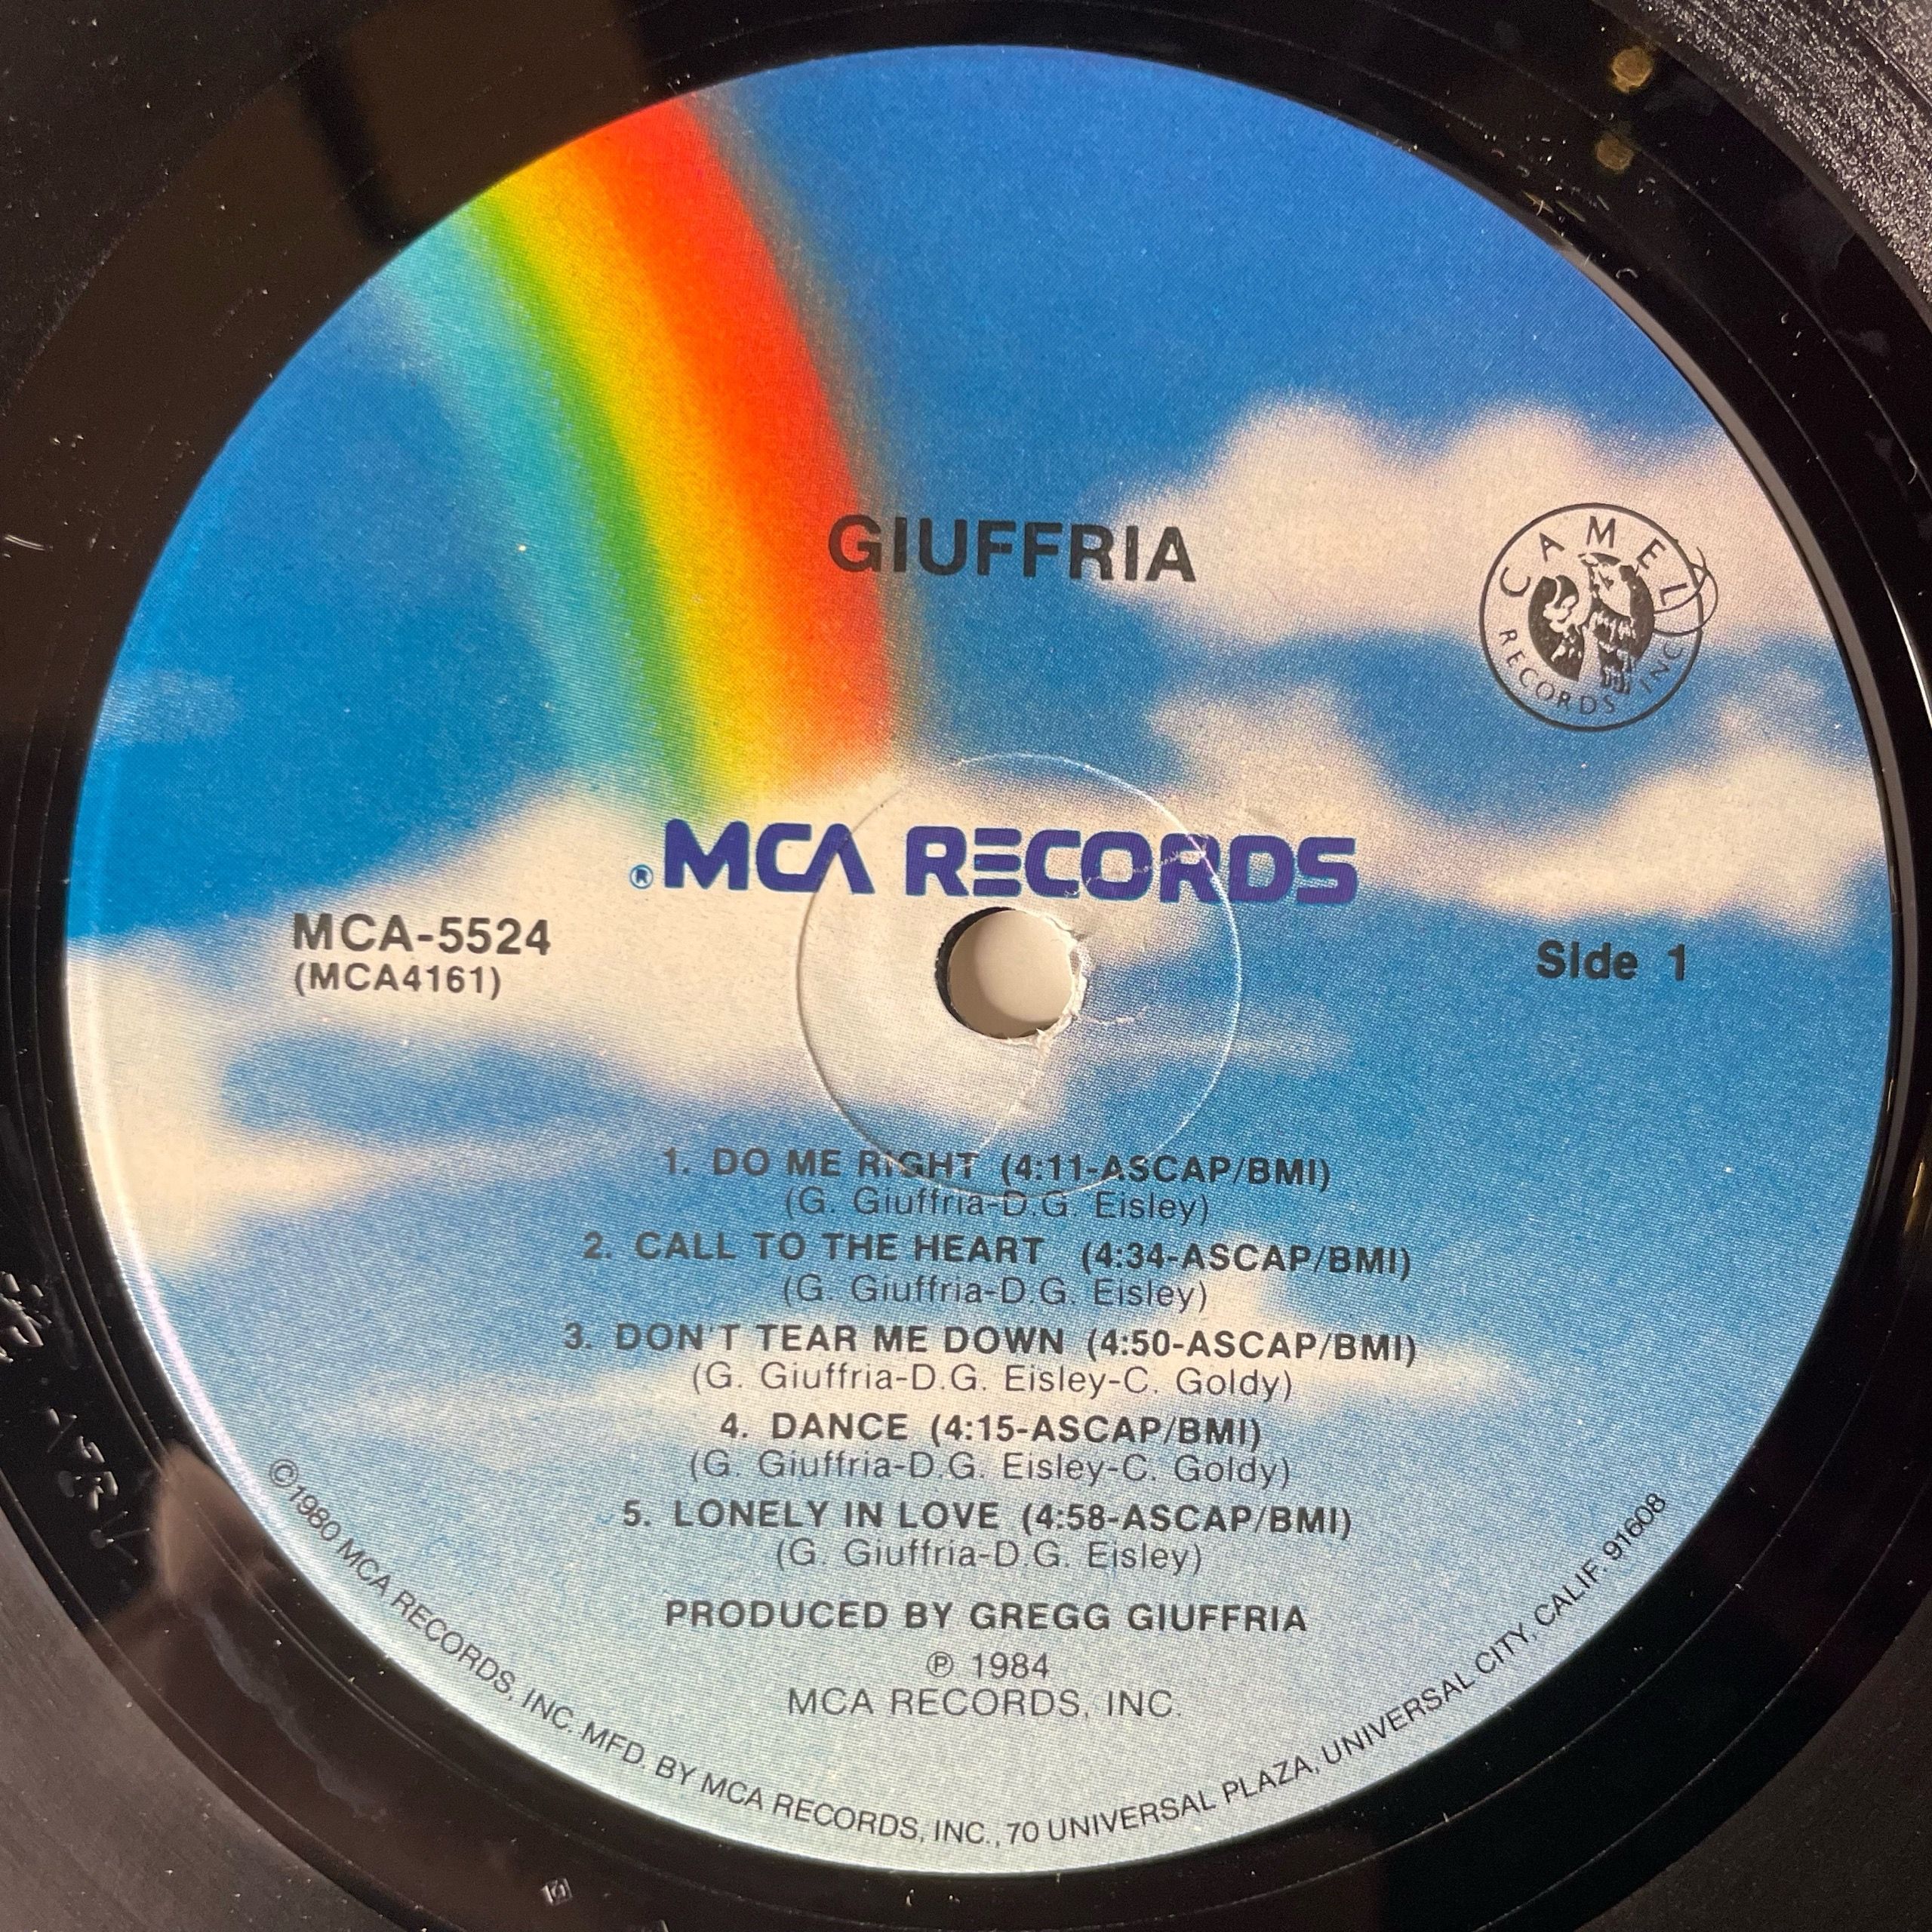 GIUFFRIA
CAMEL
RECORDS INC
® MCA RECORDS
MCA-5524
(MCA4161)
Side 1
1. DO ME RIGHT (4:11-ASCAP/BMI)
(G. Giuffria-D.G. Eisley)
2. CALL TO THE HEART (4:34-ASCAP/BMI)
(G. Giuffria-D.G. Eisley)
3. DON'T TEAR ME DOWN (4:50-ASCAP/BMI)
(G. Giuffria-D.G. Eisley-C. Goldy)
4. DANCE (4:15-ASCAP/BMI)
(G. Giuffria-D.G. Eisley-C. Goldy)
5. LONELY IN LOVE (4:58-ASCAP/BMI)
(G. Giuffria-D.G. Eisley)
PRODUCED BY GREGG GIUFFRIA
℗ 1984
MCA RECORDS, INC.
©1980 MCA RECORDS, INC. MFD. BY MCA RECORDS, INC., 70 UNIVERSAL PLAZA, UNIVERSAL CITY, CALIF. 91608